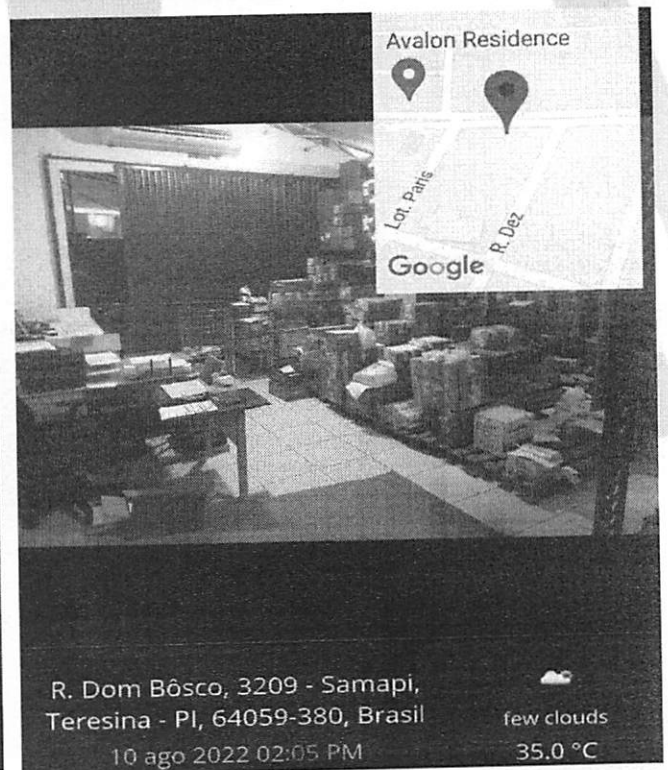 Avalon Residence
Lot. Paris
R. Dez
Google
R. Dom Bôsco, 3209 - Samapi,
Teresina - PI, 64059-380, Brasil
10 ago 2022 02:05 PM
few clouds
35.0 °C